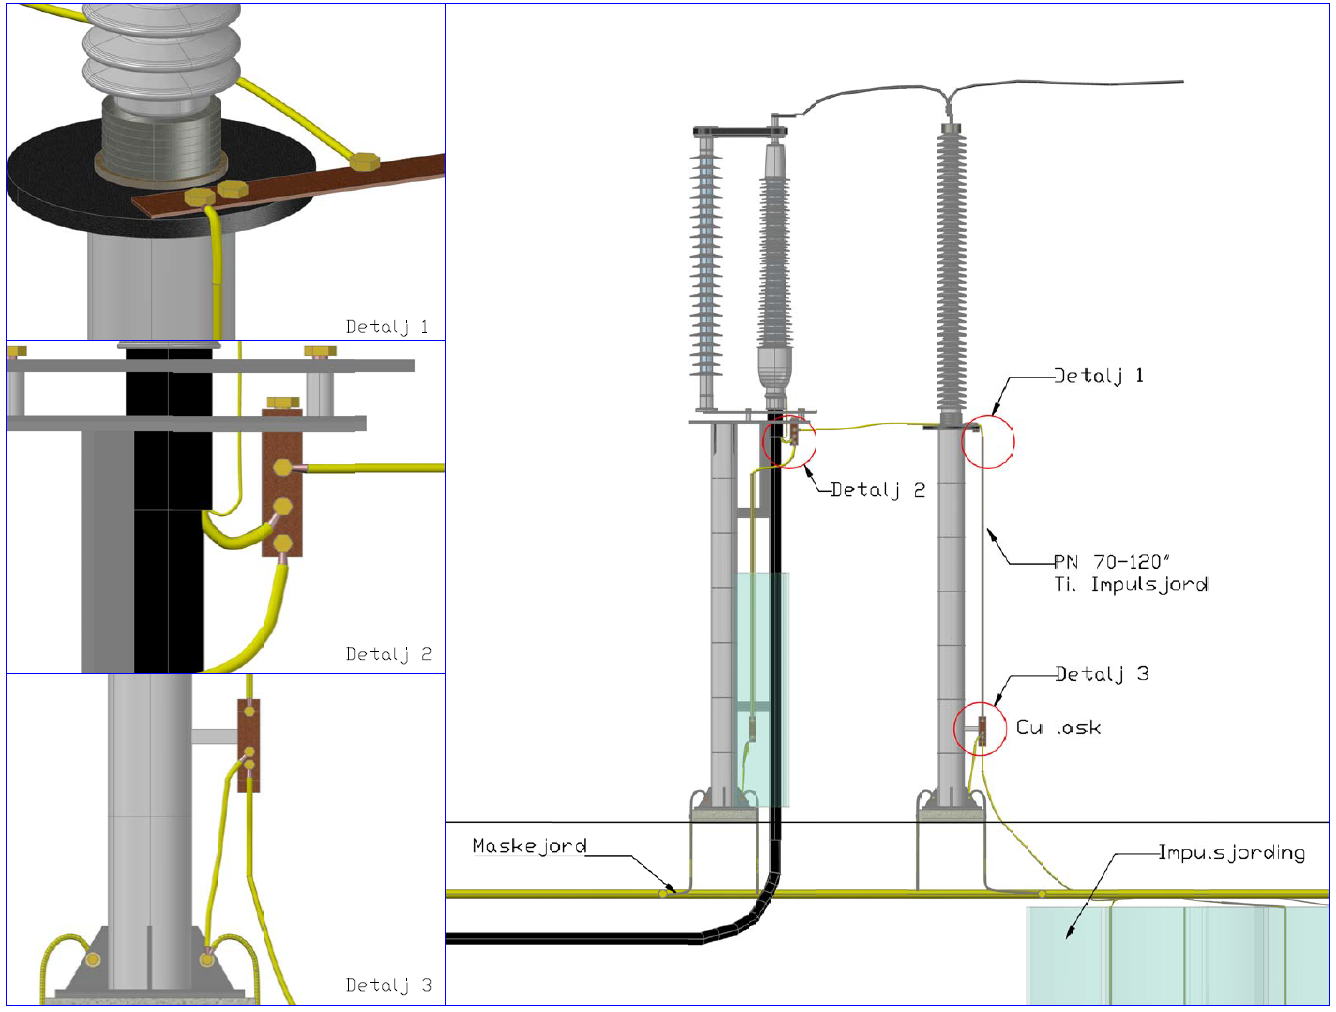 Detalj 1
Detalj 2
Detalj 3
Detalj 1
Detalj 2
PN 70-120"
Ti. Impulsjord
Detalj 3
Cu .ask
Maskejord
Impu.sjording